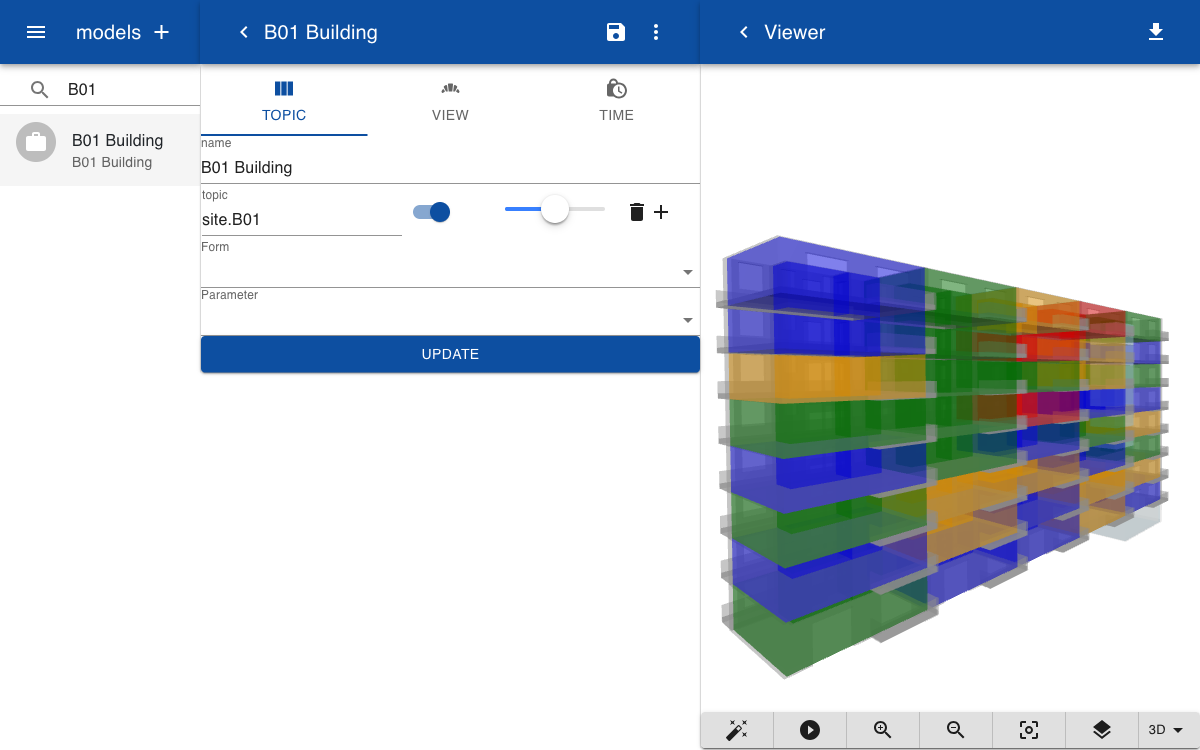 models
B01 Building
Viewer
B01
B01 Building
B01 Building
TOPIC
VIEW
TIME
name
B01 Building
topic
site.B01
Form
Parameter
UPDATE
3D